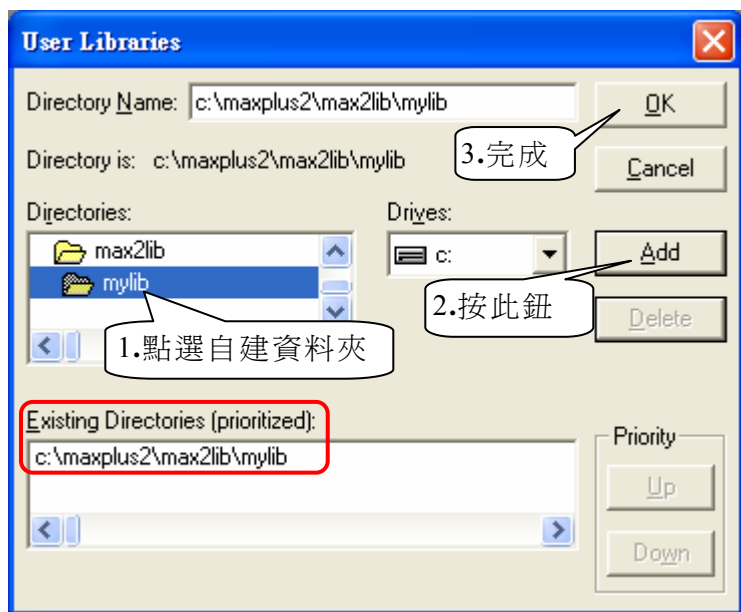 User Libraries
Directory Name: c:\maxplus2\max2lib\mylib
OK
3.完成
Directory is: c:\maxplus2\max2lib\mylib
Cancel
Directories:
Drives:
max2lib
c:
Add
mylib
2.按此鈕
Delete
1.點選自建資料夾
Existing Directories (prioritized):
Priority
c:\maxplus2\max2lib\mylib
Up
Down